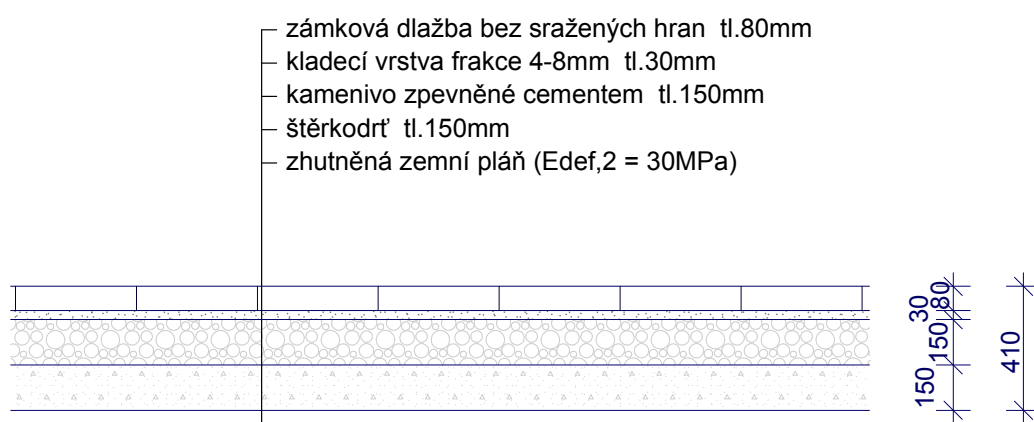 zámková dlažba bez sražených hran tl.80mm
kladecí vrstva frakce 4-8mm tl.30mm
kamenivo zpevněné cementem tl.150mm
štěrkodrť tl.150mm
zhutněná zemní pláň (Edef,2 = 30MPa)
80
30
150
150
410